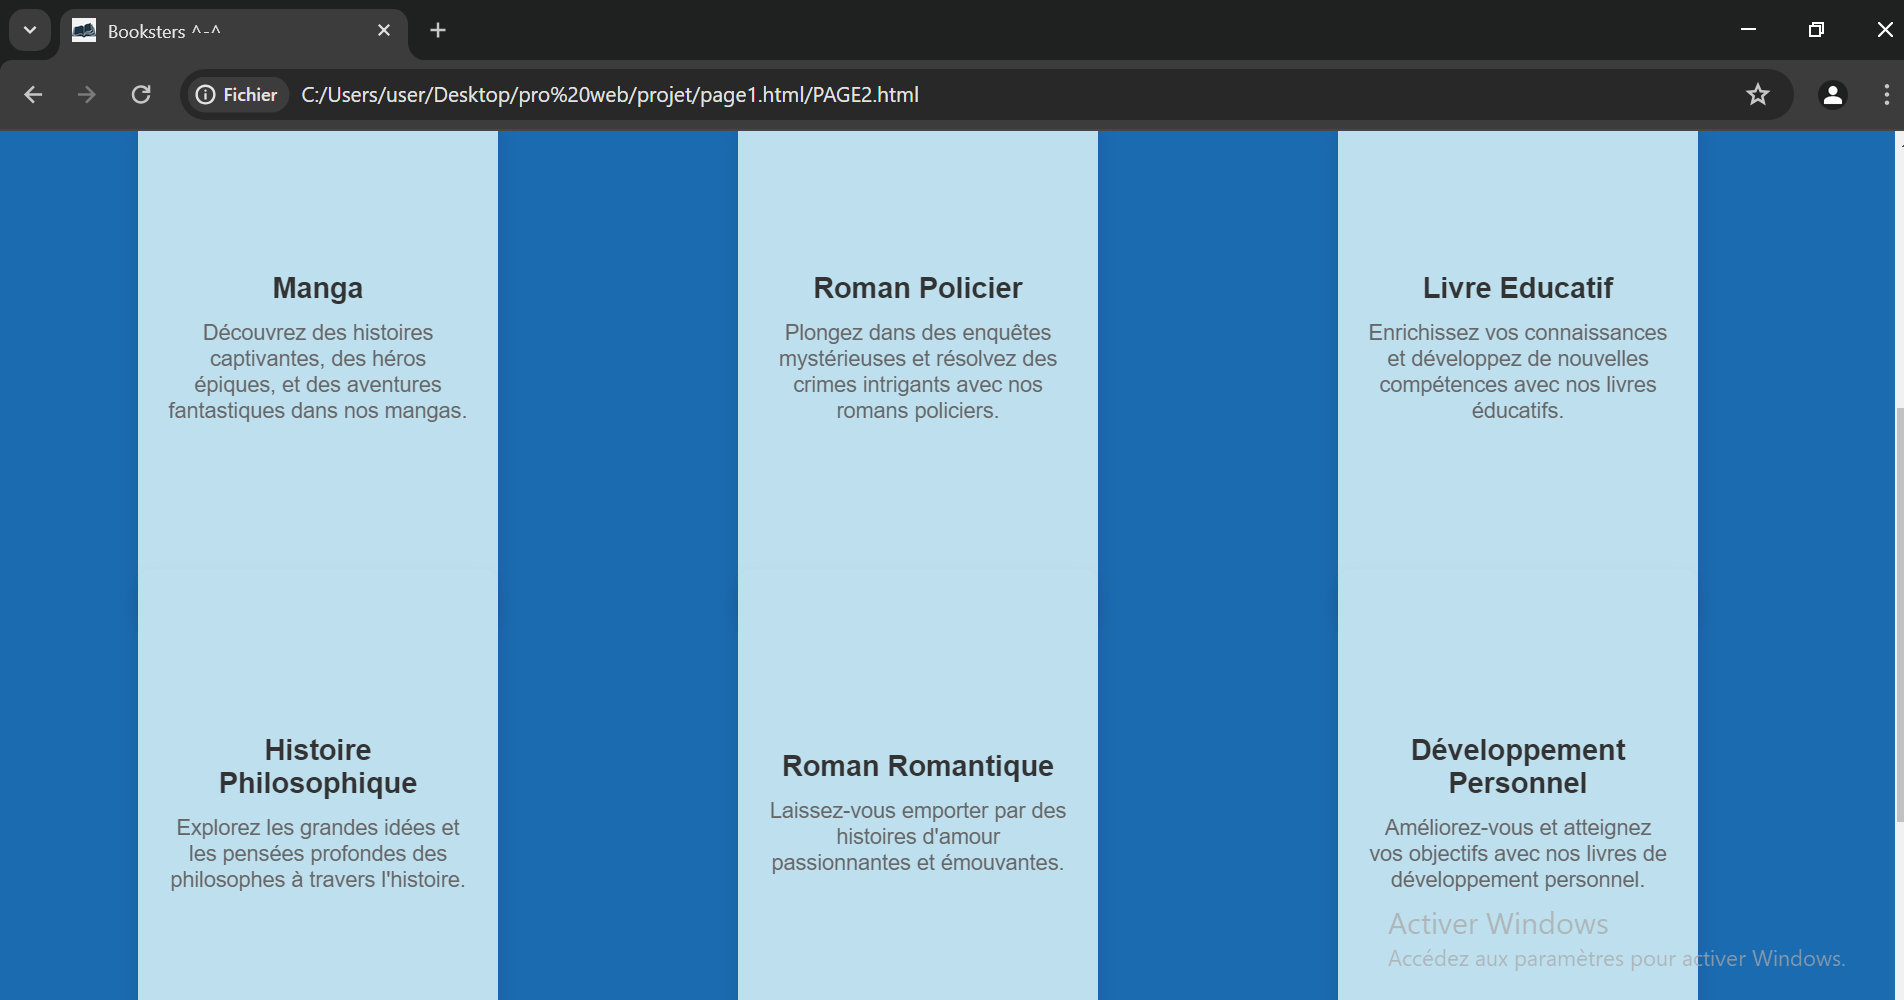 Booksters ^-^
Fichier C:/Users/user/Desktop/pro%20web/projet/page1.html/PAGE2.html
Manga
Découvrez des histoires
captivantes, des héros
épiques, et des aventures
fantastiques dans nos mangas.
Roman Policier
Plongez dans des enquêtes
mystérieuses et résolvez des
crimes intrigants avec nos
romans policiers.
Livre Educatif
Enrichissez vos connaissances
et développez de nouvelles
compétences avec nos livres
éducatifs.
Histoire
Philosophique
Explorez les grandes idées et
les pensées profondes des
philosophes à travers l'histoire.
Roman Romantique
Laissez-vous emporter par des
histoires d'amour
passionnantes et émouvantes.
Développement
Personnel
Améliorez-vous et atteignez
vos objectifs avec nos livres de
développement personnel.
Activer Windows
Accédez aux paramètres pour activer Windows.